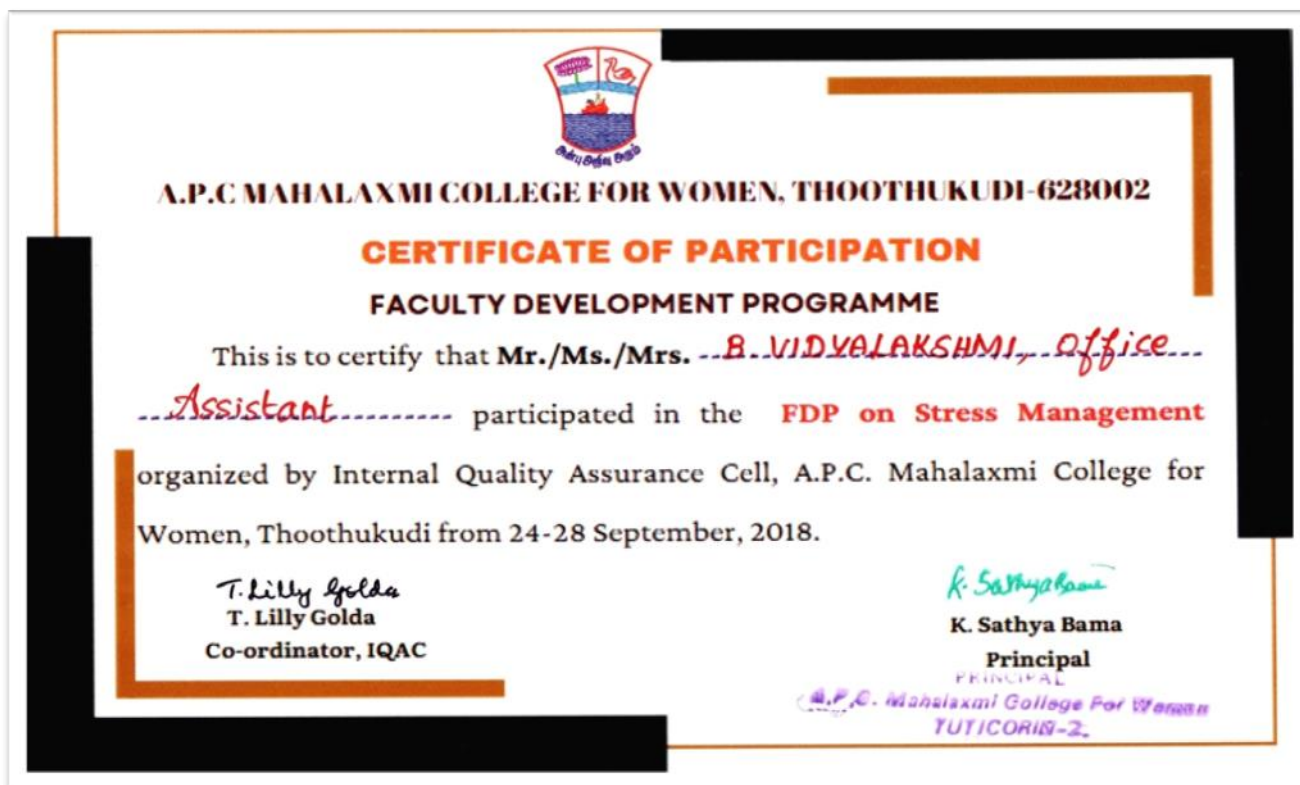 அன்பு அறிவு அறம்
A.P.C MAHALAXMI COLLEGE FOR WOMEN, THOOTHUKUDI-628002
CERTIFICATE OF PARTICIPATION
FACULTY DEVELOPMENT PROGRAMME
This is to certify that Mr./Ms./Mrs. B. VIDYALAKSHMI, Office
Assistant participated in the FDP on Stress Management
organized by Internal Quality Assurance Cell, A.P.C. Mahalaxmi College for
Women, Thoothukudi from 24-28 September, 2018.
T. Lilly Golda
T. Lilly Golda
Co-ordinator, IQAC
K. Sathya Bama
K. Sathya Bama
Principal
PRINCIPAL
A.P.C. Mahalaxmi College For Women
TUTICORIN-2.